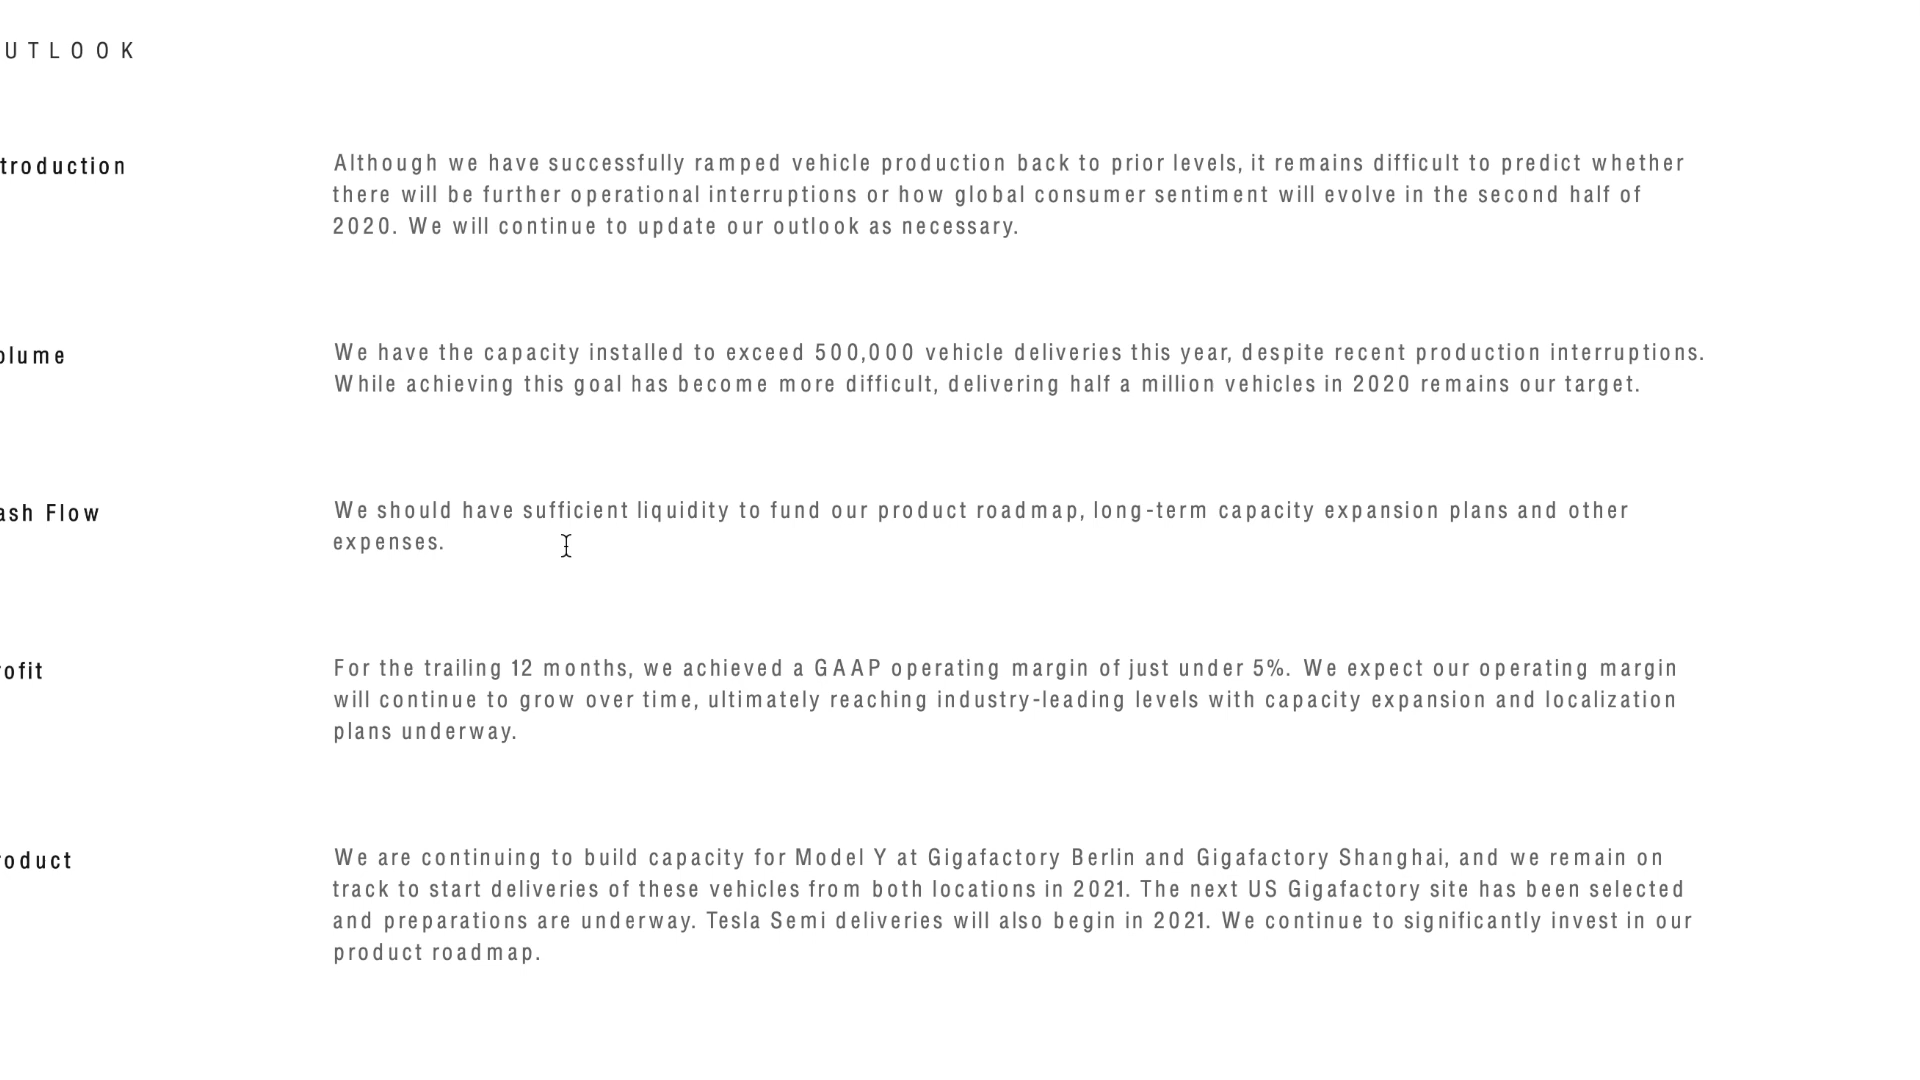 UTLOOK
troduction
Although we have successfully ramped vehicle production back to prior levels, it remains difficult to predict whether
there will be further operational interruptions or how global consumer sentiment will evolve in the second half of
2020. We will continue to update our outlook as necessary.
olume
We have the capacity installed to exceed 500,000 vehicle deliveries this year, despite recent production interruptions.
While achieving this goal has become more difficult, delivering half a million vehicles in 2020 remains our target.
ash Flow
We should have sufficient liquidity to fund our product roadmap, long-term capacity expansion plans and other
expenses.
rofit
For the trailing 12 months, we achieved a GAAP operating margin of just under 5%. We expect our operating margin
will continue to grow over time, ultimately reaching industry-leading levels with capacity expansion and localization
plans underway.
roduct
We are continuing to build capacity for Model Y at Gigafactory Berlin and Gigafactory Shanghai, and we remain on
track to start deliveries of these vehicles from both locations in 2021. The next US Gigafactory site has been selected
and preparations are underway. Tesla Semi deliveries will also begin in 2021. We continue to significantly invest in our
product roadmap.